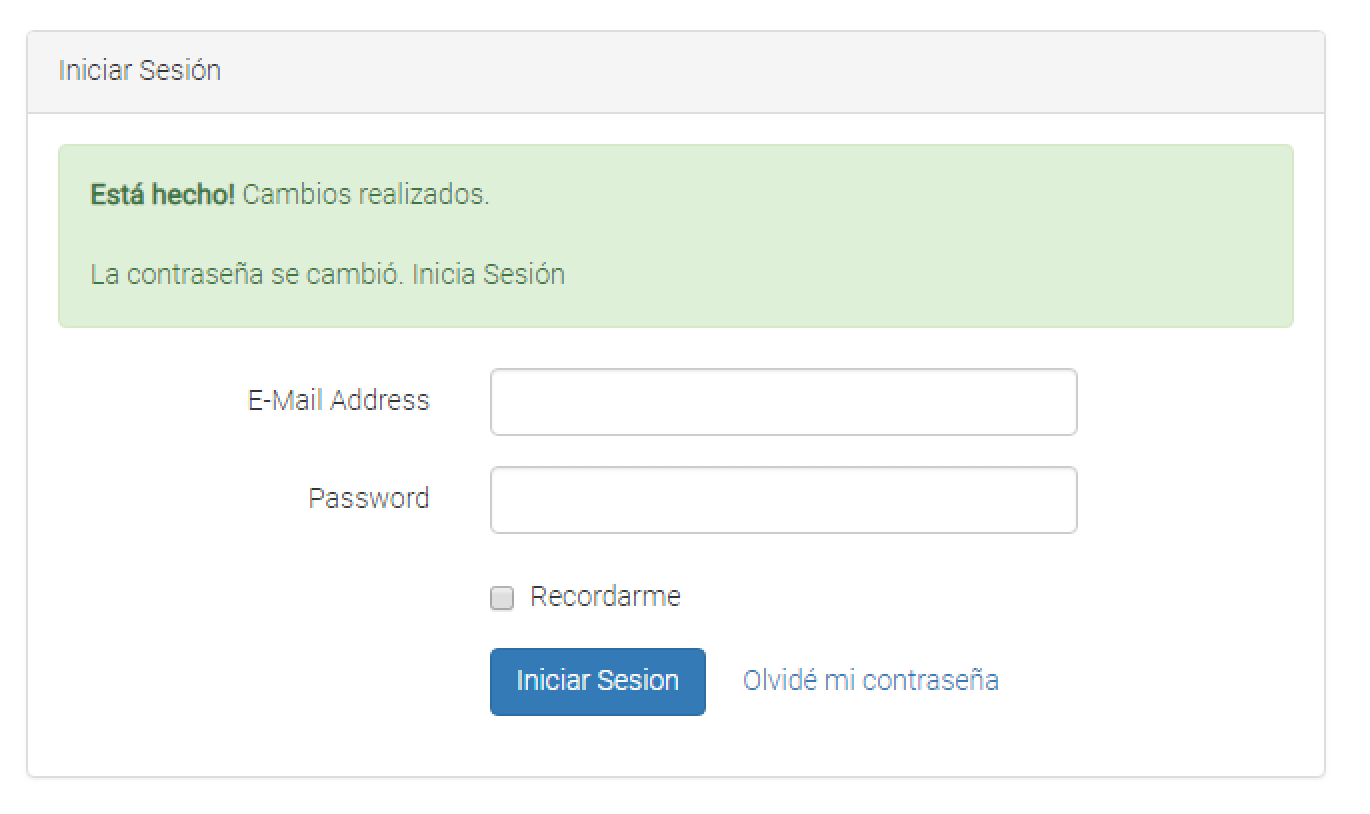 Iniciar Sesión
Está hecho! Cambios realizados.
La contraseña se cambió. Inicia Sesión
E-Mail Address
Password
Recordarme
Iniciar Sesion
Olvidé mi contraseña